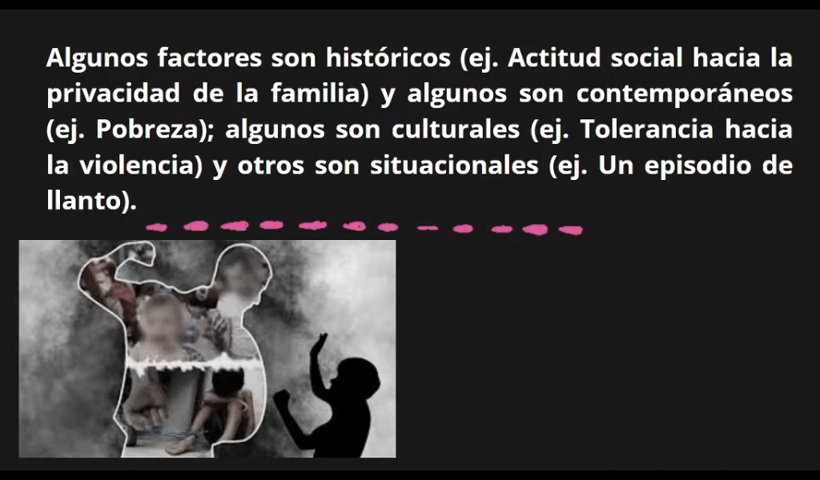 Algunos factores son históricos (ej. Actitud social hacia la
privacidad de la familia) y algunos son contemporáneos
(ej. Pobreza); algunos son culturales (ej. Tolerancia hacia
la violencia) y otros son situacionales (ej. Un episodio de
llanto).